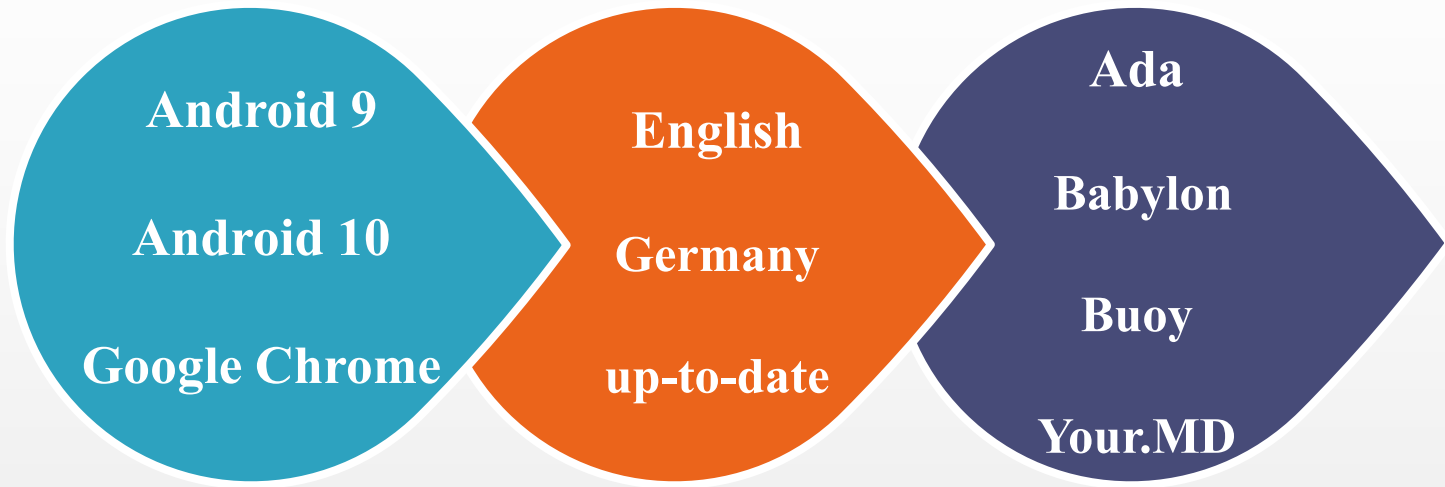 Android 9
Android 10
Google Chrome
English
Germany
up-to-date
Ada
Babylon
Buoy
Your.MD